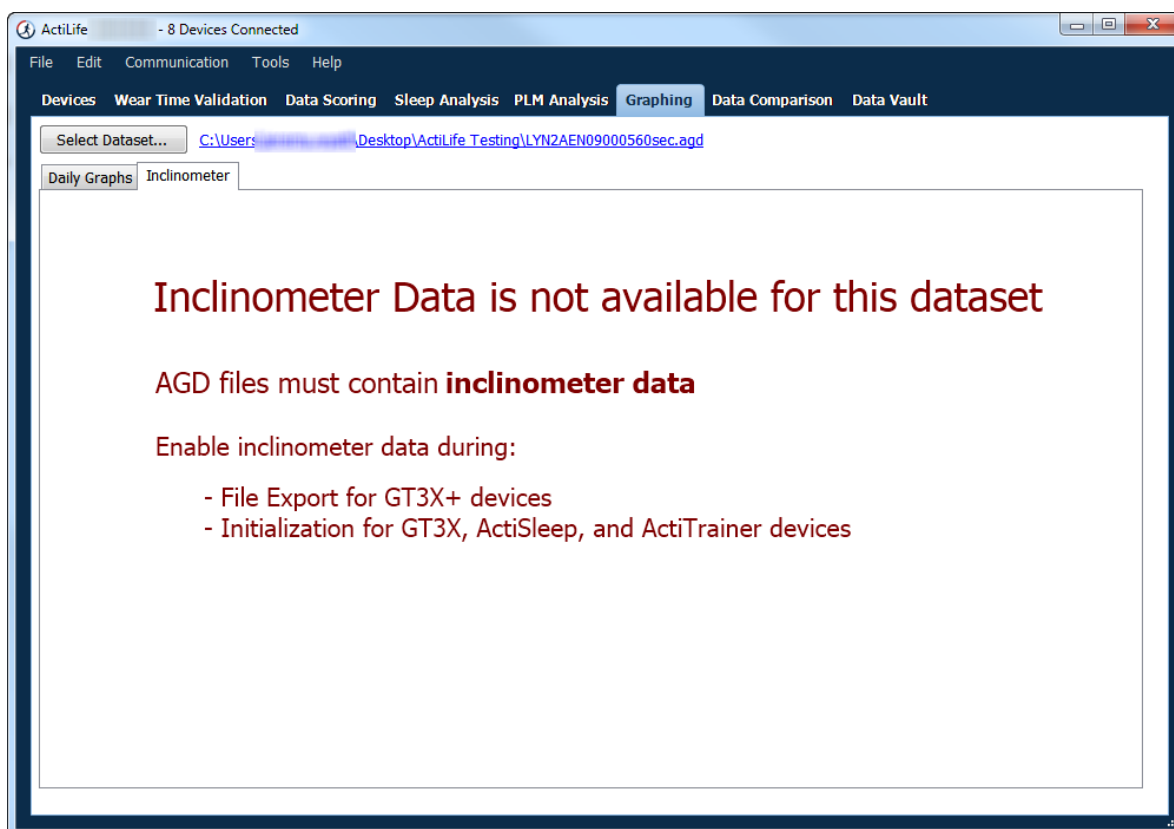 ActiLife - 8 Devices Connected
File Edit Communication Tools Help
Devices Wear Time Validation Data Scoring Sleep Analysis PLM Analysis Graphing Data Comparison Data Vault
Select Dataset... C:\Users \Desktop\ActiLife Testing\LYN2AEN09000560sec.agd
Daily Graphs Inclinometer
Inclinometer Data is not available for this dataset
AGD files must contain inclinometer data
Enable inclinometer data during:
- File Export for GT3X+ devices
- Initialization for GT3X, ActiSleep, and ActiTrainer devices